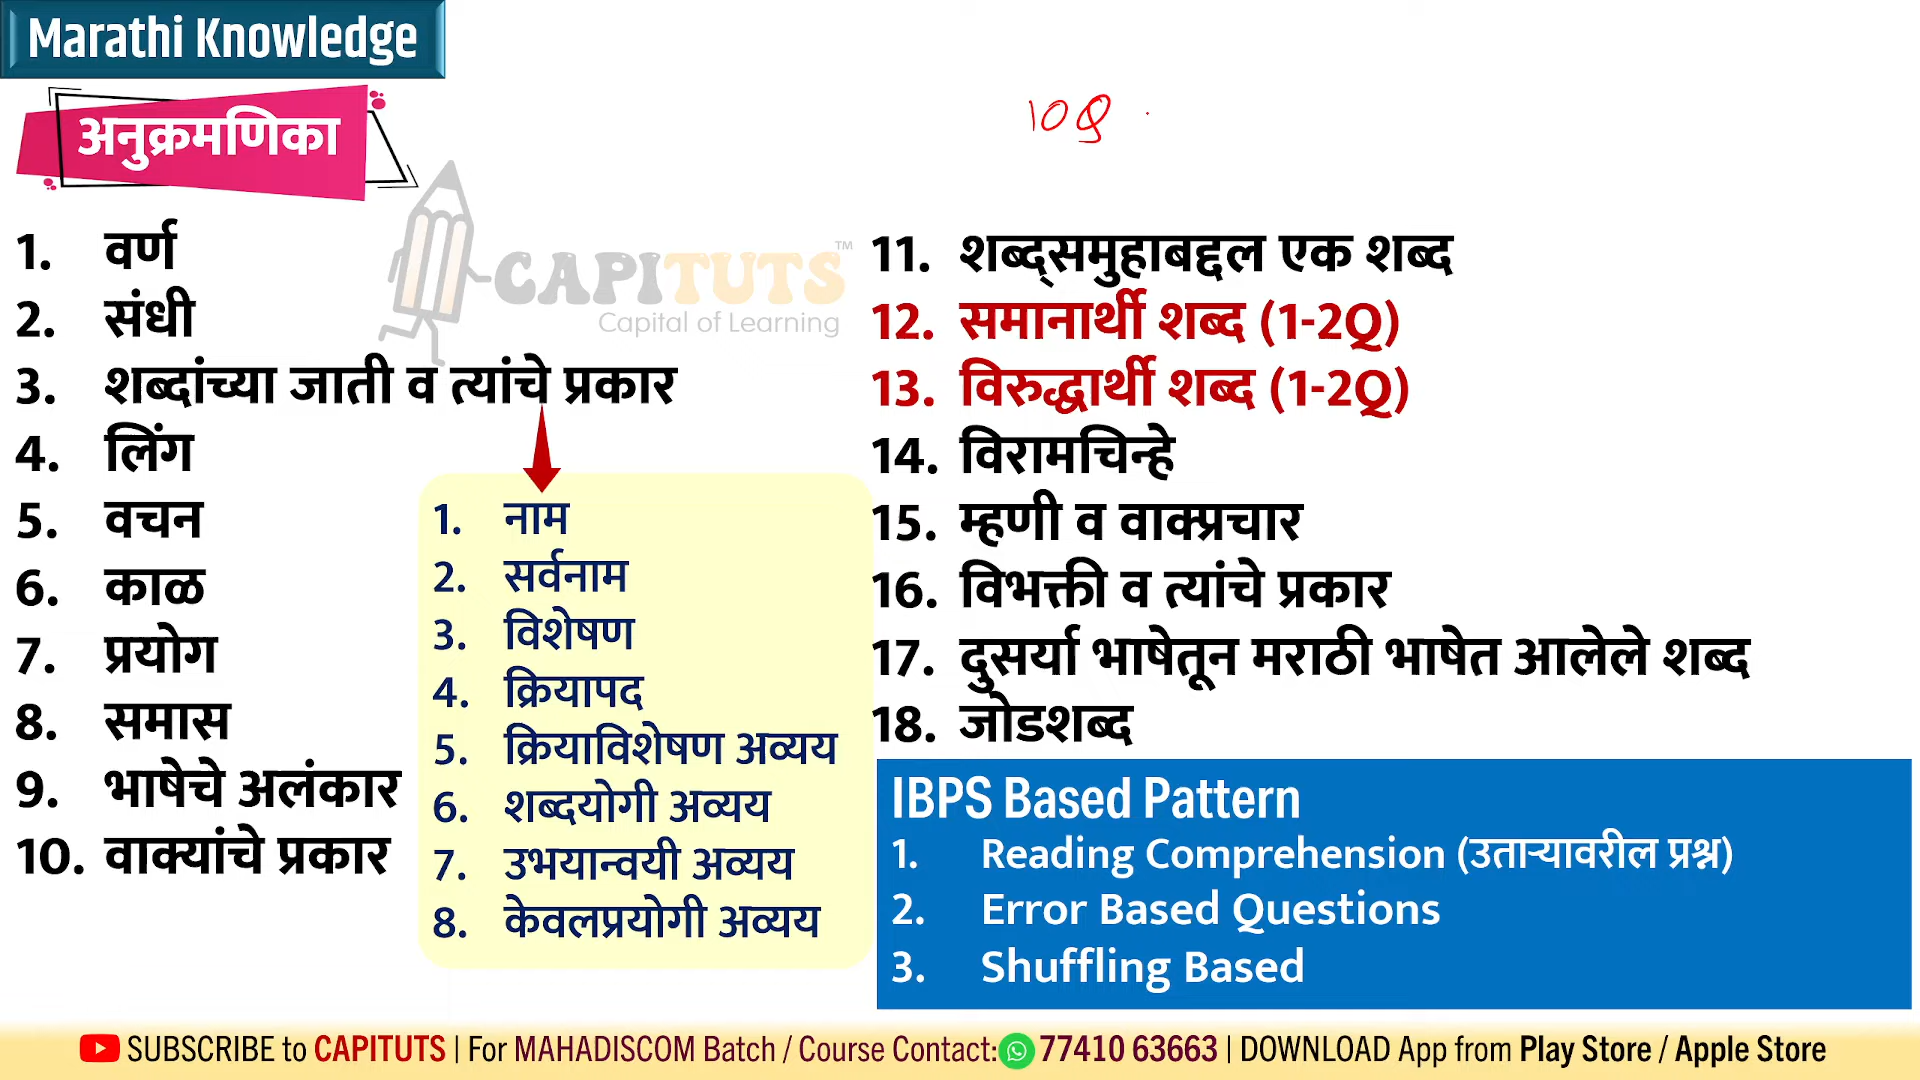 Marathi Knowledge
अनुक्रमणिका
10Q
CAPITUTS™
Capital of Learning
1. वर्ण
2. संधी
3. शब्दांच्या जाती व त्यांचे प्रकार
4. लिंग
5. वचन
6. काळ
7. प्रयोग
8. समास
9. भाषेचे अलंकार
10. वाक्यांचे प्रकार
1. नाम
2. सर्वनाम
3. विशेषण
4. क्रियापद
5. क्रियाविशेषण अव्यय
6. शब्दयोगी अव्यय
7. उभयान्वयी अव्यय
8. केवलप्रयोगी अव्यय
11. शब्द्समुहाबद्दल एक शब्द
12. समानार्थी शब्द (1-2Q)
13. विरुद्धार्थी शब्द (1-2Q)
14. विरामचिन्हे
15. म्हणी व वाक्प्रचार
16. विभक्ती व त्यांचे प्रकार
17. दुसर्या भाषेतून मराठी भाषेत आलेले शब्द
18. जोडशब्द
IBPS Based Pattern
1. Reading Comprehension (उताऱ्यावरील प्रश्न)
2. Error Based Questions
3. Shuffling Based
SUBSCRIBE to CAPITUTS | For MAHADISCOM Batch / Course Contact: 77410 63663 | DOWNLOAD App from Play Store / Apple Store